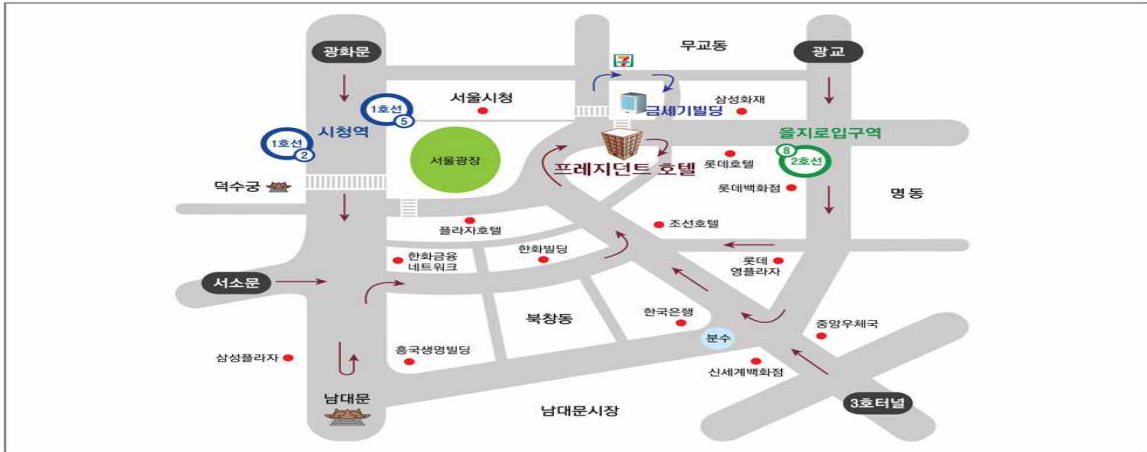 광화문
무교동
광교
7
1호선
5
서울시청
금세기빌딩
삼성화재
시청역
1호선
2
서울광장
을지로입구역
8
2호선
프레지던트 호텔
롯데호텔
롯데백화점
명동
덕수궁
플라자호텔
조선호텔
한화금융
네트워크
한화빌딩
롯데
영플라자
서소문
북창동
한국은행
분수
중앙우체국
삼성플라자
흥국생명빌딩
신세계백화점
남대문
남대문시장
3호터널